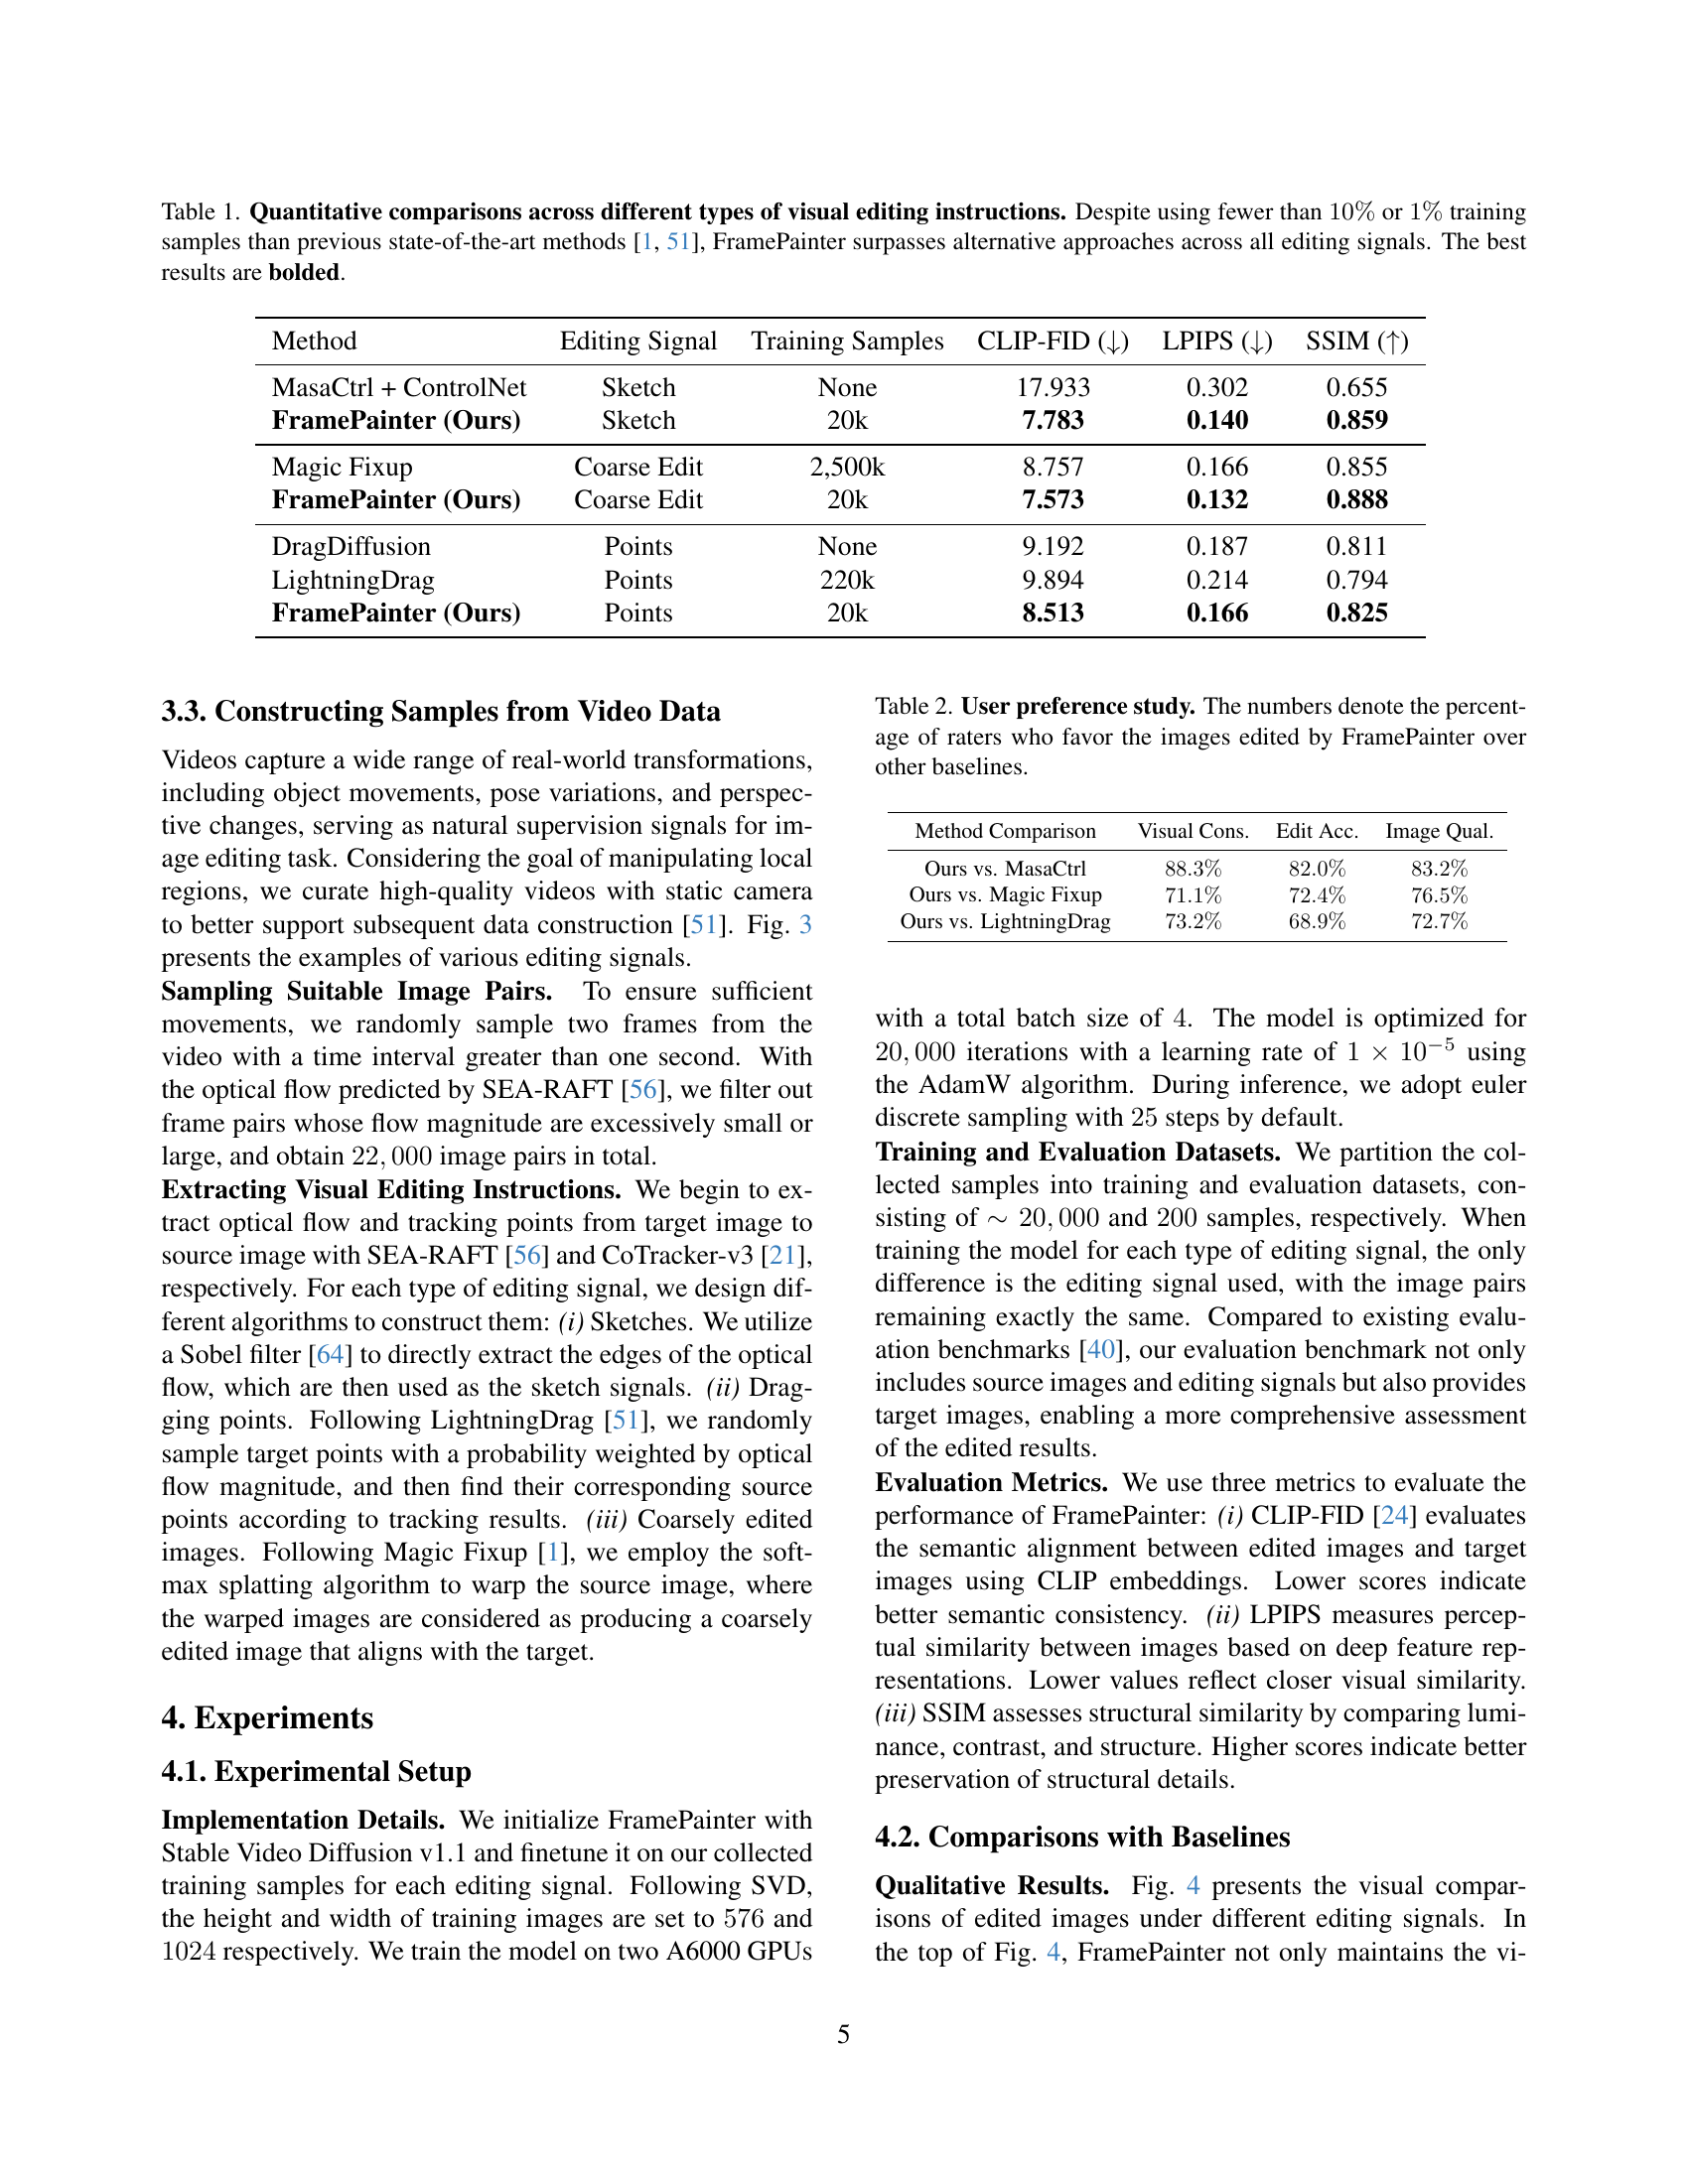 Table 1. Quantitative comparisons across different types of visual editing instructions. Despite using fewer than 10% or 1% training
samples than previous state-of-the-art methods [1, 51], FramePainter surpasses alternative approaches across all editing signals. The best
results are bolded.
Method Editing Signal Training Samples CLIP-FID (↓) LPIPS (↓) SSIM (↑)
MasaCtrl + ControlNet Sketch None 17.933 0.302 0.655
FramePainter (Ours) Sketch 20k 7.783 0.140 0.859
Magic Fixup Coarse Edit 2,500k 8.757 0.166 0.855
FramePainter (Ours) Coarse Edit 20k 7.573 0.132 0.888
DragDiffusion Points None 9.192 0.187 0.811
LightningDrag Points 220k 9.894 0.214 0.794
FramePainter (Ours) Points 20k 8.513 0.166 0.825
3.3. Constructing Samples from Video Data
Videos capture a wide range of real-world transformations,
including object movements, pose variations, and perspec-
tive changes, serving as natural supervision signals for im-
age editing task. Considering the goal of manipulating local
regions, we curate high-quality videos with static camera
to better support subsequent data construction [51]. Fig. 3
presents the examples of various editing signals.
Sampling Suitable Image Pairs. To ensure sufficient
movements, we randomly sample two frames from the
video with a time interval greater than one second. With
the optical flow predicted by SEA-RAFT [56], we filter out
frame pairs whose flow magnitude are excessively small or
large, and obtain 22, 000 image pairs in total.
Extracting Visual Editing Instructions. We begin to ex-
tract optical flow and tracking points from target image to
source image with SEA-RAFT [56] and CoTracker-v3 [21],
respectively. For each type of editing signal, we design dif-
ferent algorithms to construct them: (i) Sketches. We utilize
a Sobel filter [64] to directly extract the edges of the optical
flow, which are then used as the sketch signals. (ii) Drag-
ging points. Following LightningDrag [51], we randomly
sample target points with a probability weighted by optical
flow magnitude, and then find their corresponding source
points according to tracking results. (iii) Coarsely edited
images. Following Magic Fixup [1], we employ the soft-
max splatting algorithm to warp the source image, where
the warped images are considered as producing a coarsely
edited image that aligns with the target.
4. Experiments
4.1. Experimental Setup
Implementation Details. We initialize FramePainter with
Stable Video Diffusion v1.1 and finetune it on our collected
training samples for each editing signal. Following SVD,
the height and width of training images are set to 576 and
1024 respectively. We train the model on two A6000 GPUs
Table 2. User preference study. The numbers denote the percent-
age of raters who favor the images edited by FramePainter over
other baselines.
Method Comparison Visual Cons. Edit Acc. Image Qual.
Ours vs. MasaCtrl 88.3% 82.0% 83.2%
Ours vs. Magic Fixup 71.1% 72.4% 76.5%
Ours vs. LightningDrag 73.2% 68.9% 72.7%
with a total batch size of 4. The model is optimized for
20, 000 iterations with a learning rate of 1 × 10⁻⁵ using
the AdamW algorithm. During inference, we adopt euler
discrete sampling with 25 steps by default.
Training and Evaluation Datasets. We partition the col-
lected samples into training and evaluation datasets, con-
sisting of ∼ 20, 000 and 200 samples, respectively. When
training the model for each type of editing signal, the only
difference is the editing signal used, with the image pairs
remaining exactly the same. Compared to existing evalu-
ation benchmarks [40], our evaluation benchmark not only
includes source images and editing signals but also provides
target images, enabling a more comprehensive assessment
of the edited results.
Evaluation Metrics. We use three metrics to evaluate the
performance of FramePainter: (i) CLIP-FID [24] evaluates
the semantic alignment between edited images and target
images using CLIP embeddings. Lower scores indicate
better semantic consistency. (ii) LPIPS measures percep-
tual similarity between images based on deep feature rep-
resentations. Lower values reflect closer visual similarity.
(iii) SSIM assesses structural similarity by comparing lumi-
nance, contrast, and structure. Higher scores indicate better
preservation of structural details.
4.2. Comparisons with Baselines
Qualitative Results. Fig. 4 presents the visual compar-
isons of edited images under different editing signals. In
the top of Fig. 4, FramePainter not only maintains the vi-
5